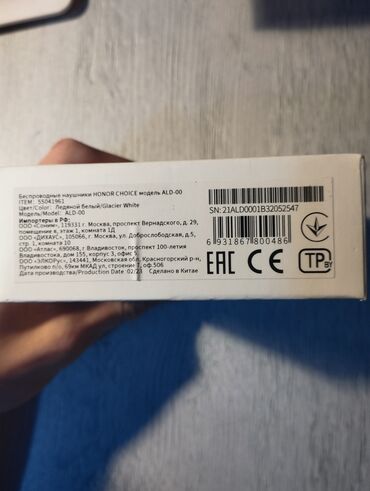 Беспроводные наушники HONOR CHOICE модель ALD-00
ITEM: 55041961
Цвет/Color: Ледяной белый/Glacier White
Модель/Model: ALD-00
Импортеры в РФ:
ООО «Соник», 119331 г. Москва, проспект Вернадского, д. 29,
помещение 8, этаж 1, комната 1Д
ООО «ДИХАУС», 105066, г. Москва, ул. Доброслободская, д.5,
стр. 1, комната 10
ООО «Атлас», 690068, г Владивосток, проспект 100-летия
Владивостока, дом 155, корпус 3, офис 5
ООО «ЭЛКОРус», 143441, Московская обл., Красногорский р-н,
Путилково п/о, 69км МКАД ул, строение, оф.506
Дата производства/Production Date: 02/23 Сделано в Китае
SN: 21ALD0001B32052547
6 931867 800486
EAC CE TP BY